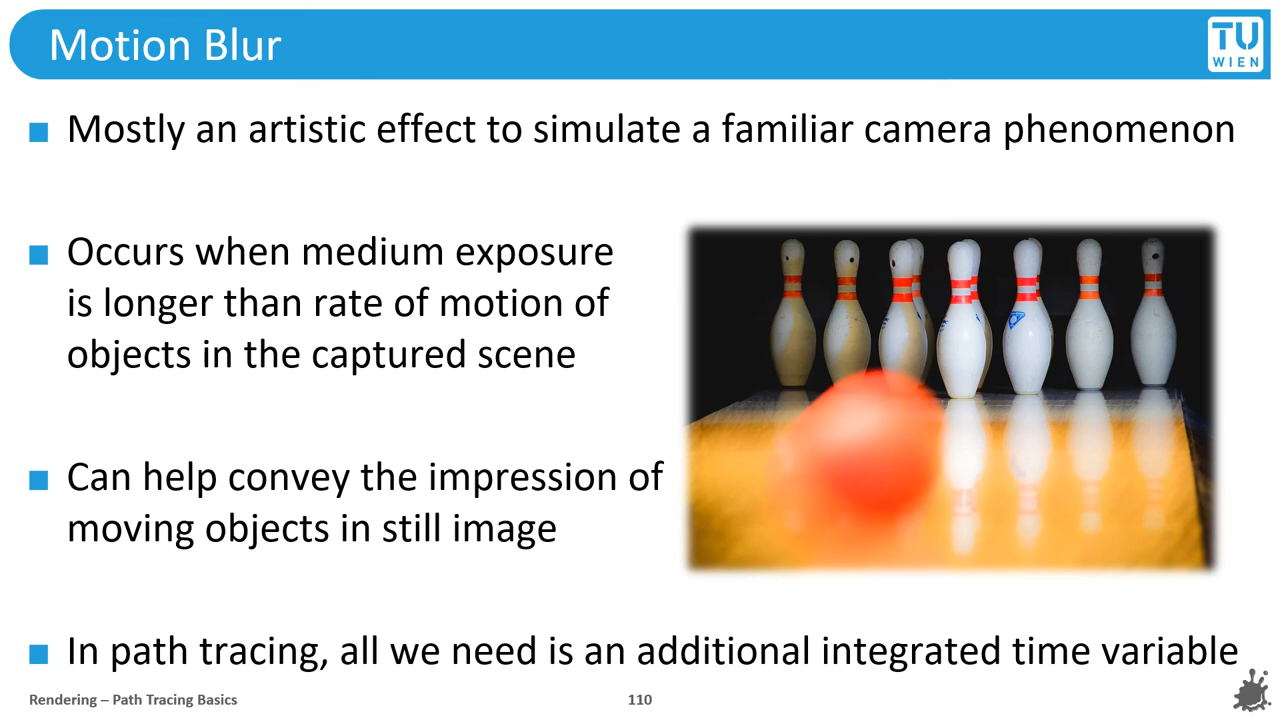 Motion Blur
TU
WIEN
Mostly an artistic effect to simulate a familiar camera phenomenon
Occurs when medium exposure
is longer than rate of motion of
objects in the captured scene
Can help convey the impression of
moving objects in still image
In path tracing, all we need is an additional integrated time variable
Rendering – Path Tracing Basics
110